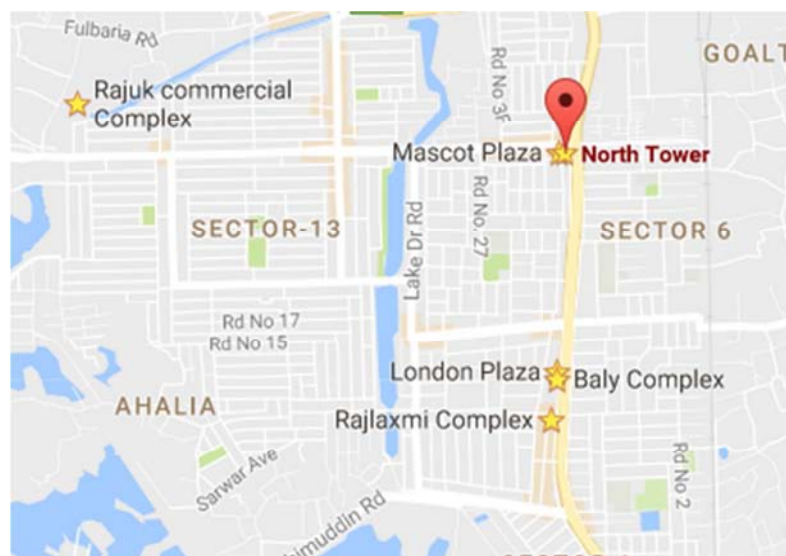 Fulbaria Rd
GOALT
Rajuk commercial
Complex
Rd No 3F
Mascot Plaza
North Tower
SECTOR-13
Lake Dr Rd
Rd No. 27
SECTOR 6
Rd No 17
Rd No 15
London Plaza
Baly Complex
AHALIA
Rajlaxmi Complex
Sarwar Ave
Rd No 2
himuddin Rd